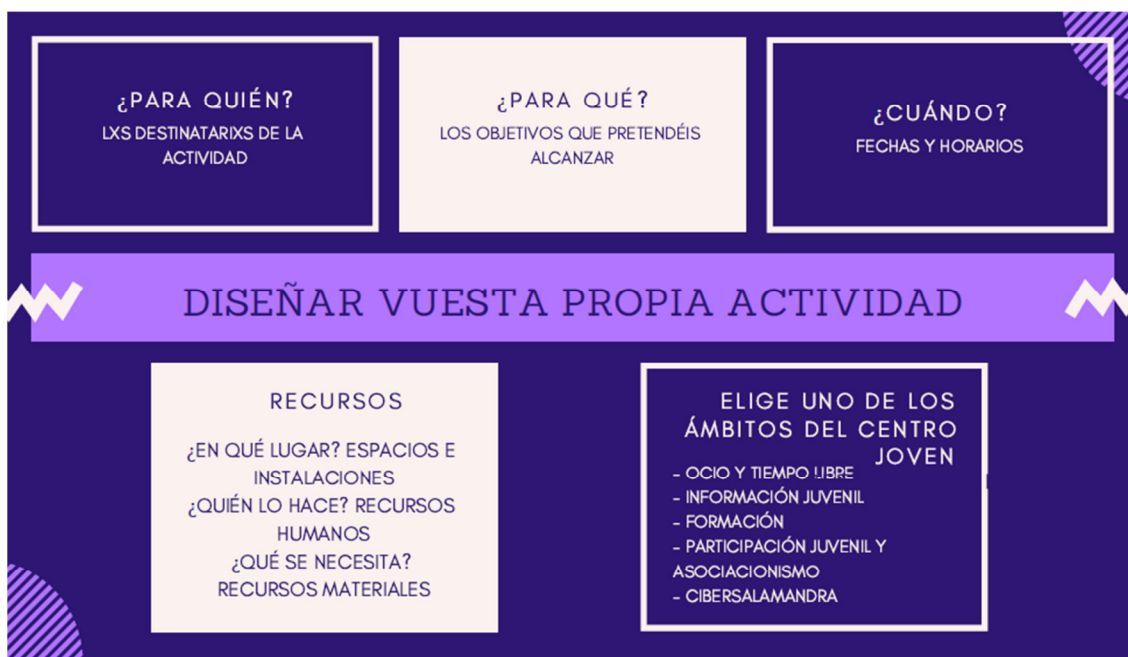 ¿PARA QUIÉN?
LXS DESTINATARIXS DE LA
ACTIVIDAD
¿PARA QUÉ?
LOS OBJETIVOS QUE PRETENDÉIS
ALCANZAR
¿CUÁNDO?
FECHAS Y HORARIOS
DISEÑAR VUESTA PROPIA ACTIVIDAD
RECURSOS
¿EN QUÉ LUGAR? ESPACIOS E
INSTALACIONES
¿QUIÉN LO HACE? RECURSOS
HUMANOS
¿QUÉ SE NECESITA?
RECURSOS MATERIALES
ELIGE UNO DE LOS
ÁMBITOS DEL CENTRO
JOVEN
- OCIO Y TIEMPO LIBRE
- INFORMACIÓN JUVENIL
- FORMACIÓN
- PARTICIPACIÓN JUVENIL Y
ASOCIACIONISMO
- CIBERSALAMANDRA